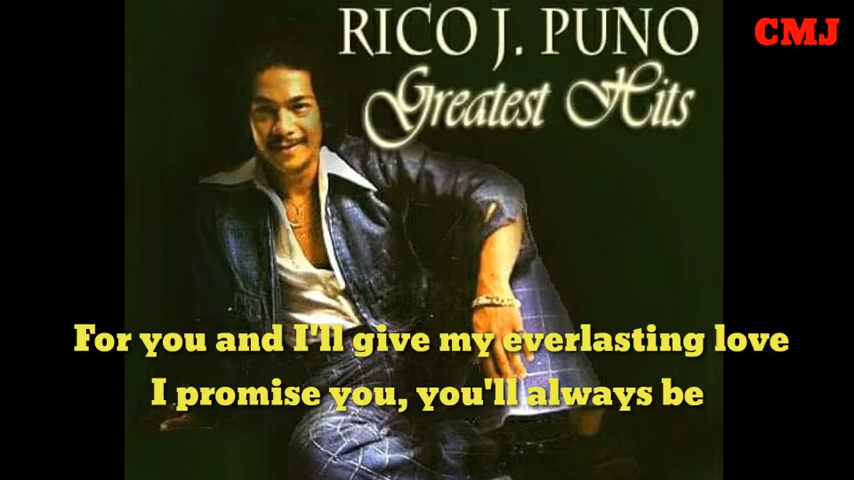 RICO J. PUNO
CMJ
Greatest Hits
For you and I'll give my everlasting love
I promise you, you'll always be